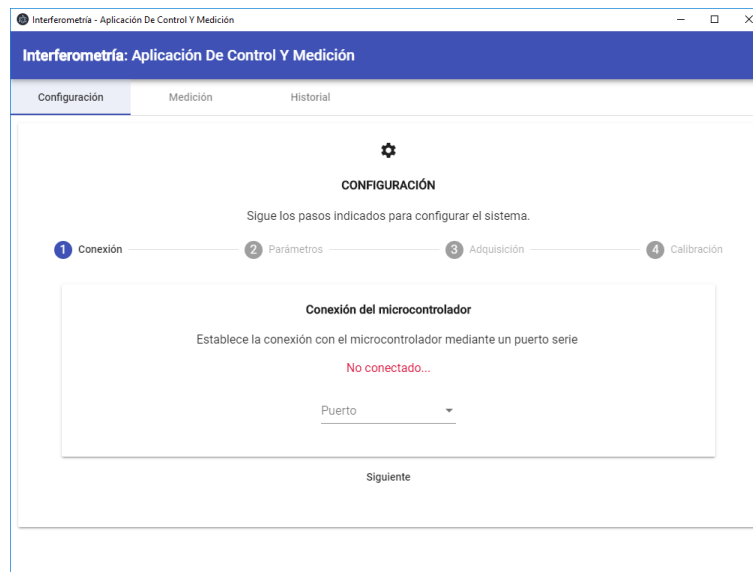 Interferometría - Aplicación De Control Y Medición
Interferometría: Aplicación De Control Y Medición
Configuración Medición Historial
CONFIGURACIÓN
Sigue los pasos indicados para configurar el sistema.
1 Conexión 2 Parámetros 3 Adquisición 4 Calibración
Conexión del microcontrolador
Establece la conexión con el microcontrolador mediante un puerto serie
No conectado...
Puerto
Siguiente